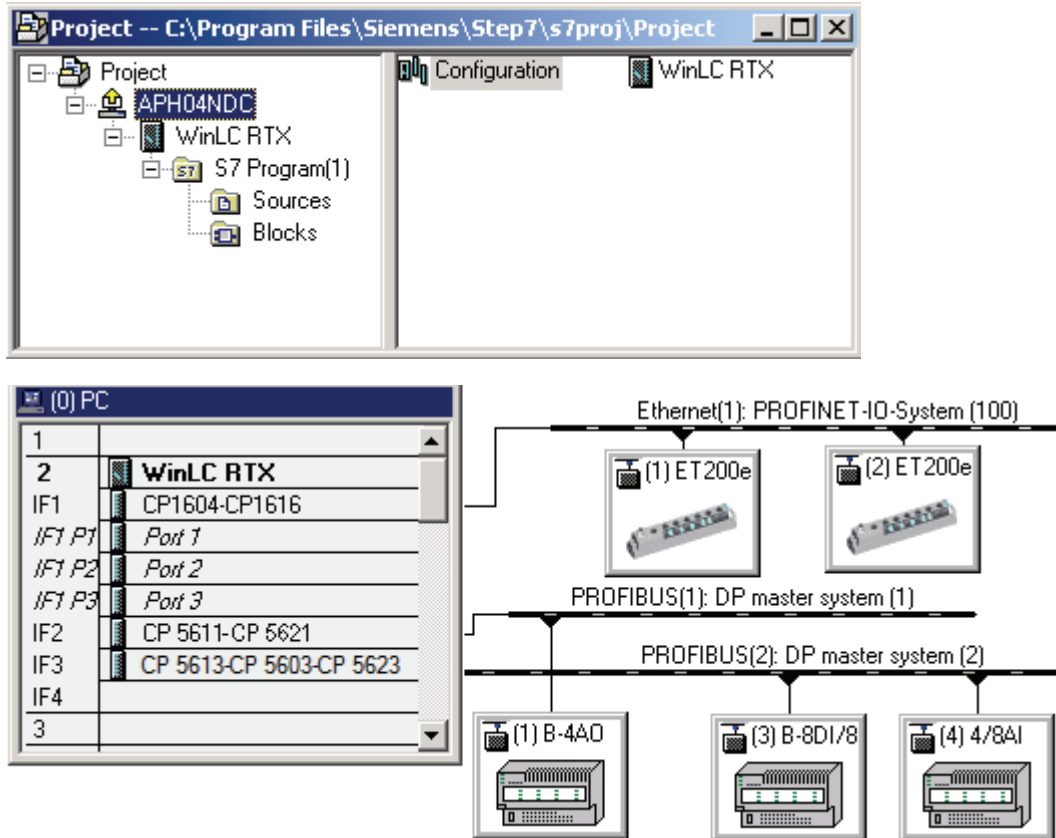 Project -- C:\Program Files\Siemens\Step7\s7proj\Project
Project
APH04NDC
WinLC RTX
S7 Program(1)
Sources
Blocks
Configuration
WinLC RTX
(0) PC
1
2 WinLC RTX
IF1 CP1604-CP1616
IF1 P1 Port 1
IF1 P2 Port 2
IF1 P3 Port 3
IF2 CP 5611-CP 5621
IF3 CP 5613-CP 5603-CP 5623
IF4
3
Ethernet(1): PROFINET-IO-System (100)
(1) ET200e
(2) ET200e
PROFIBUS(1): DP master system (1)
PROFIBUS(2): DP master system (2)
(1) B-4AO
(3) B-8DI/8
(4) 4/8AI